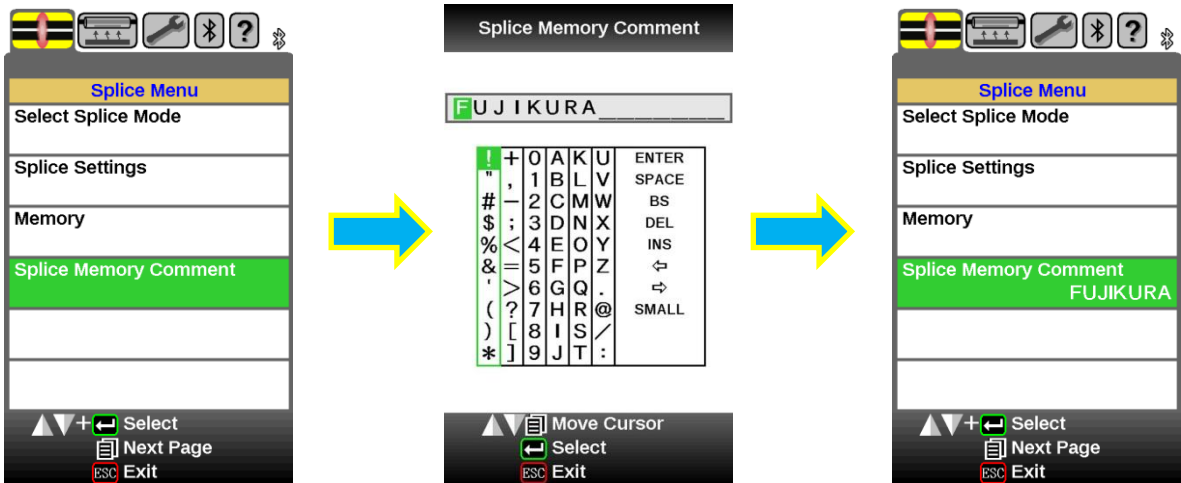 ?
Splice Menu
Select Splice Mode
Splice Settings
Memory
Splice Memory Comment
▲▼+ Select
Next Page
ESC Exit
Splice Memory Comment
FUJIKURA_______
! + 0 A K U ENTER
" , 1 B L V SPACE
# – 2 C M W BS
$ ; 3 D N X DEL
% < 4 E O Y INS
& = 5 F P Z ⇦
' > 6 G Q . ⇨
( ? 7 H R @ SMALL
) [ 8 I S /
* ] 9 J T :
▲▼ Move Cursor
Select
ESC Exit
?
Splice Menu
Select Splice Mode
Splice Settings
Memory
Splice Memory Comment
FUJIKURA
▲▼+ Select
Next Page
ESC Exit